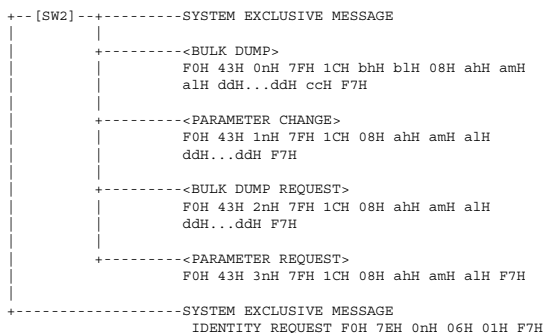 +--[SW2]--+---------SYSTEM EXCLUSIVE MESSAGE
|         |
|         +---------<BULK DUMP>
|         |         F0H 43H 0nH 7FH 1CH bhH blH 08H ahH amH
|         |         alH ddH...ddH ccH F7H
|         |
|         +---------<PARAMETER CHANGE>
|         |         F0H 43H 1nH 7FH 1CH 08H ahH amH alH
|         |         ddH...ddH F7H
|         |
|         +---------<BULK DUMP REQUEST>
|         |         F0H 43H 2nH 7FH 1CH 08H ahH amH alH
|         |         ddH...ddH F7H
|         |
|         +---------<PARAMETER REQUEST>
|                   F0H 43H 3nH 7FH 1CH 08H ahH amH alH F7H
|
+-------------------SYSTEM EXCLUSIVE MESSAGE
                     IDENTITY REQUEST F0H 7EH 0nH 06H 01H F7H